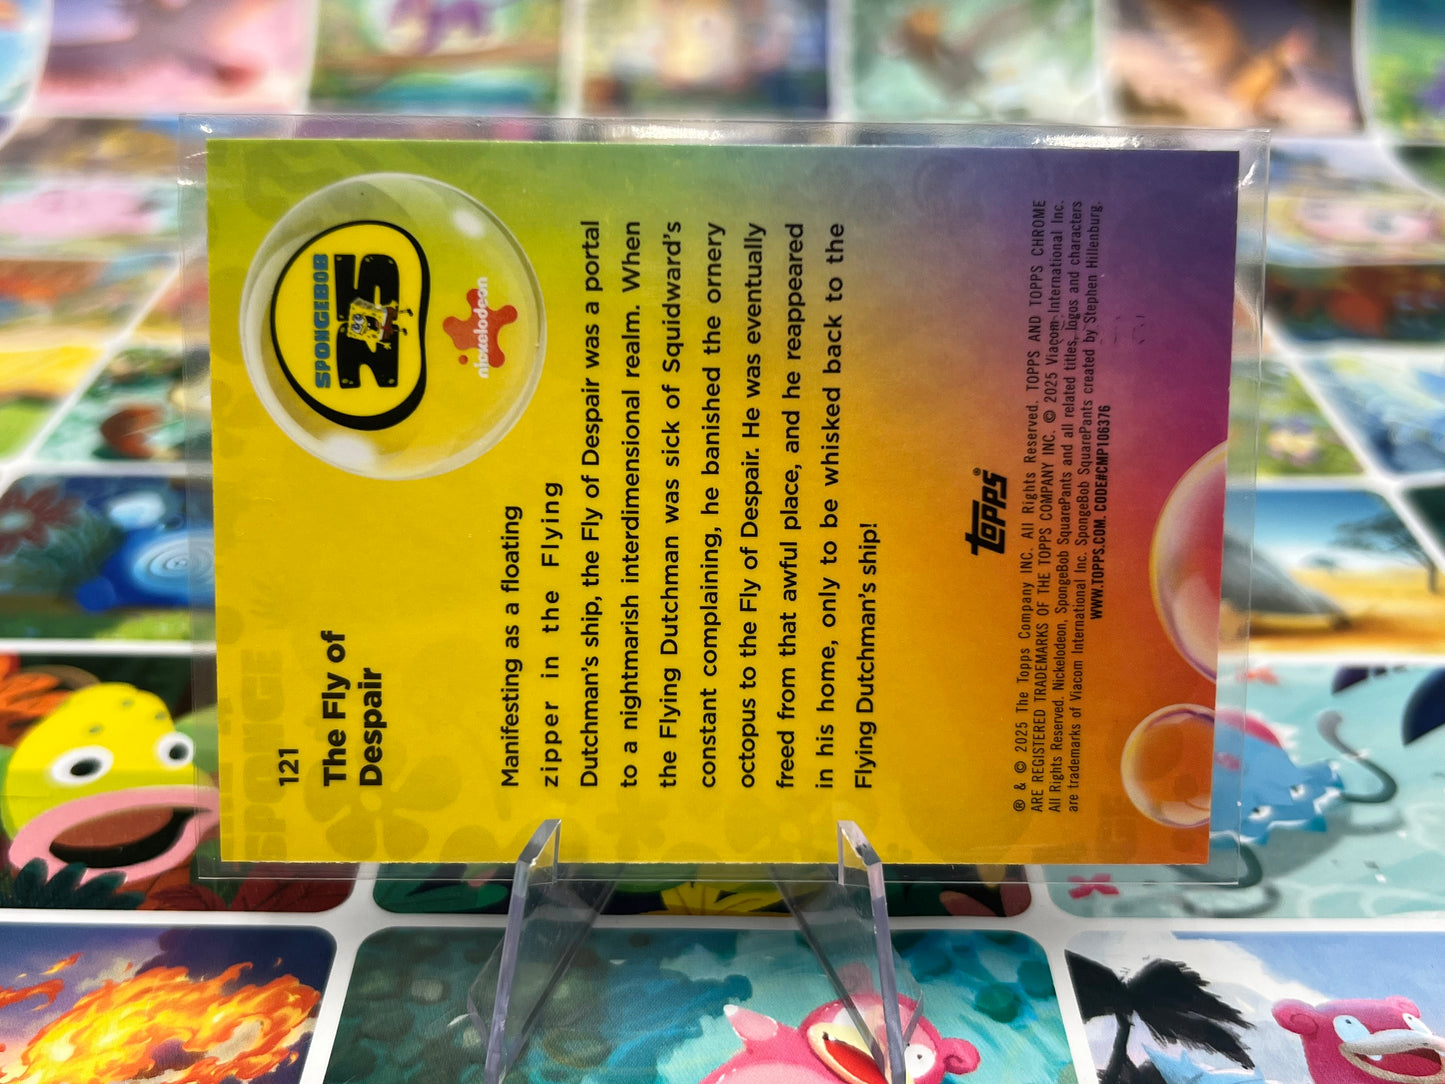 121
SPONGEBOB
25
nickelodeon
The Fly of
Despair
Manifesting as a floating
zipper in the Flying
Dutchman's ship, the Fly of Despair was a portal
to a nightmarish interdimensional realm. When
the Flying Dutchman was sick of Squidward's
constant complaining, he banished the ornery
octopus to the Fly of Despair. He was eventually
freed from that awful place, and he reappeared
in his home, only to be whisked back to the
Flying Dutchman's ship!
topps®
® & © 2025 The Topps Company INC. All Rights Reserved. TOPPS AND TOPPS CHROME
ARE REGISTERED TRADEMARKS OF THE TOPPS COMPANY INC. © 2025 Viacom International Inc.
All Rights Reserved. Nickelodeon, SpongeBob SquarePants and all related titles, logos and characters
are trademarks of Viacom International Inc. SpongeBob SquarePants created by Stephen Hillenburg.
WWW.TOPPS.COM. CODE#CMP106376
SPONGE